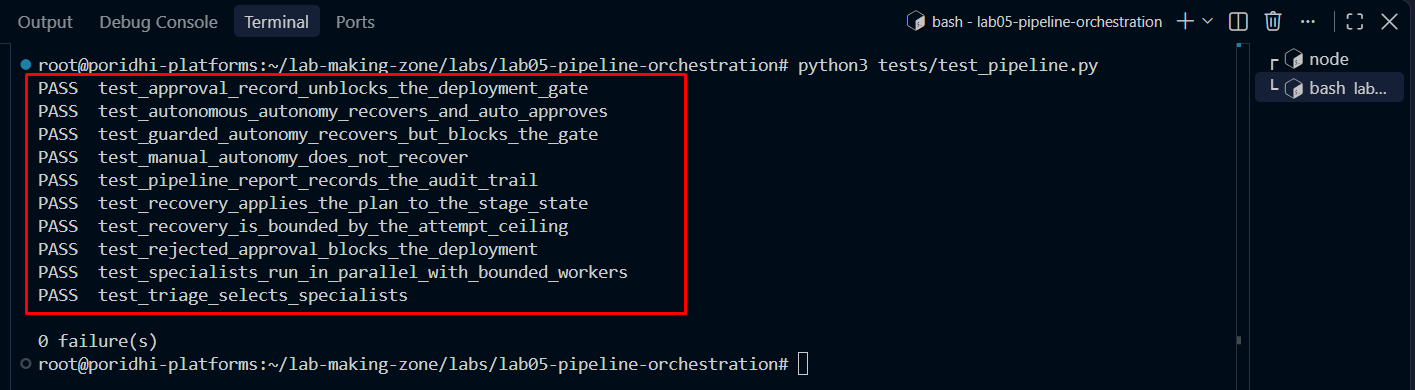 Output Debug Console Terminal Ports bash - lab05-pipeline-orchestration
root@poridhi-platforms:~/lab-making-zone/labs/lab05-pipeline-orchestration# python3 tests/test_pipeline.py
PASS test_approval_record_unblocks_the_deployment_gate
PASS test_autonomous_autonomy_recovers_and_auto_approves
PASS test_guarded_autonomy_recovers_but_blocks_the_gate
PASS test_manual_autonomy_does_not_recover
PASS test_pipeline_report_records_the_audit_trail
PASS test_recovery_applies_the_plan_to_the_stage_state
PASS test_recovery_is_bounded_by_the_attempt_ceiling
PASS test_rejected_approval_blocks_the_deployment
PASS test_specialists_run_in_parallel_with_bounded_workers
PASS test_triage_selects_specialists
0 failure(s)
root@poridhi-platforms:~/lab-making-zone/labs/lab05-pipeline-orchestration#
node
bash lab...